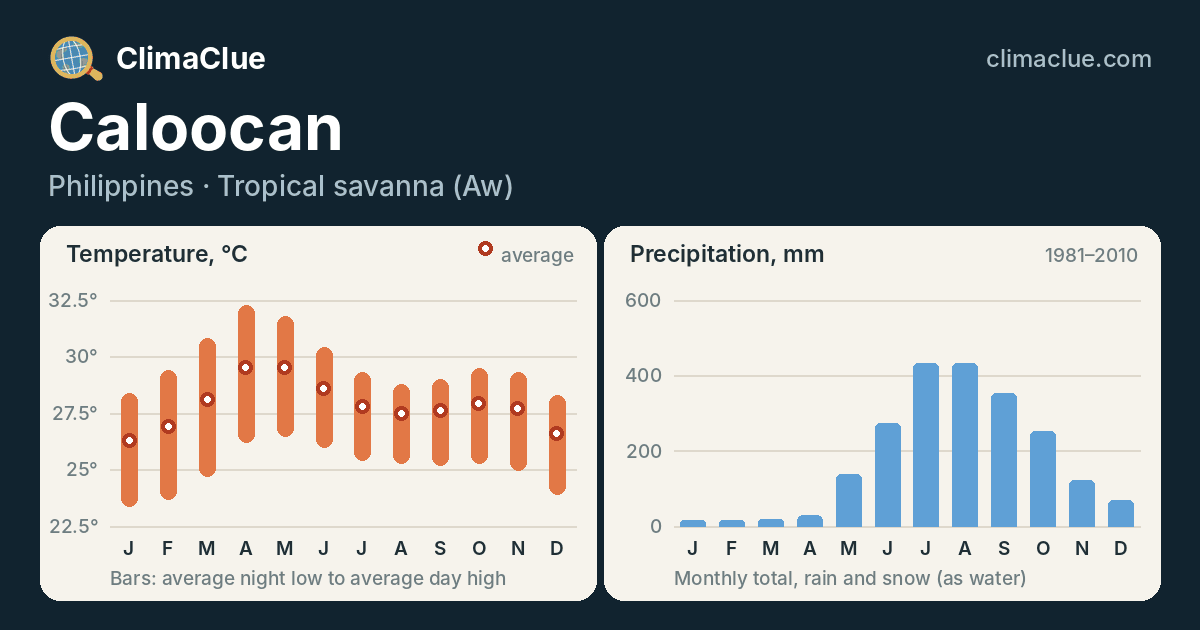 ClimaClue
climaclue.com
Caloocan
Philippines · Tropical savanna (Aw)
Temperature, °C
average
32.5°
30°
27.5°
25°
22.5°
J F M A M J J A S O N D
Bars: average night low to average day high
Precipitation, mm
1981–2010
600
400
200
0
J F M A M J J A S O N D
Monthly total, rain and snow (as water)